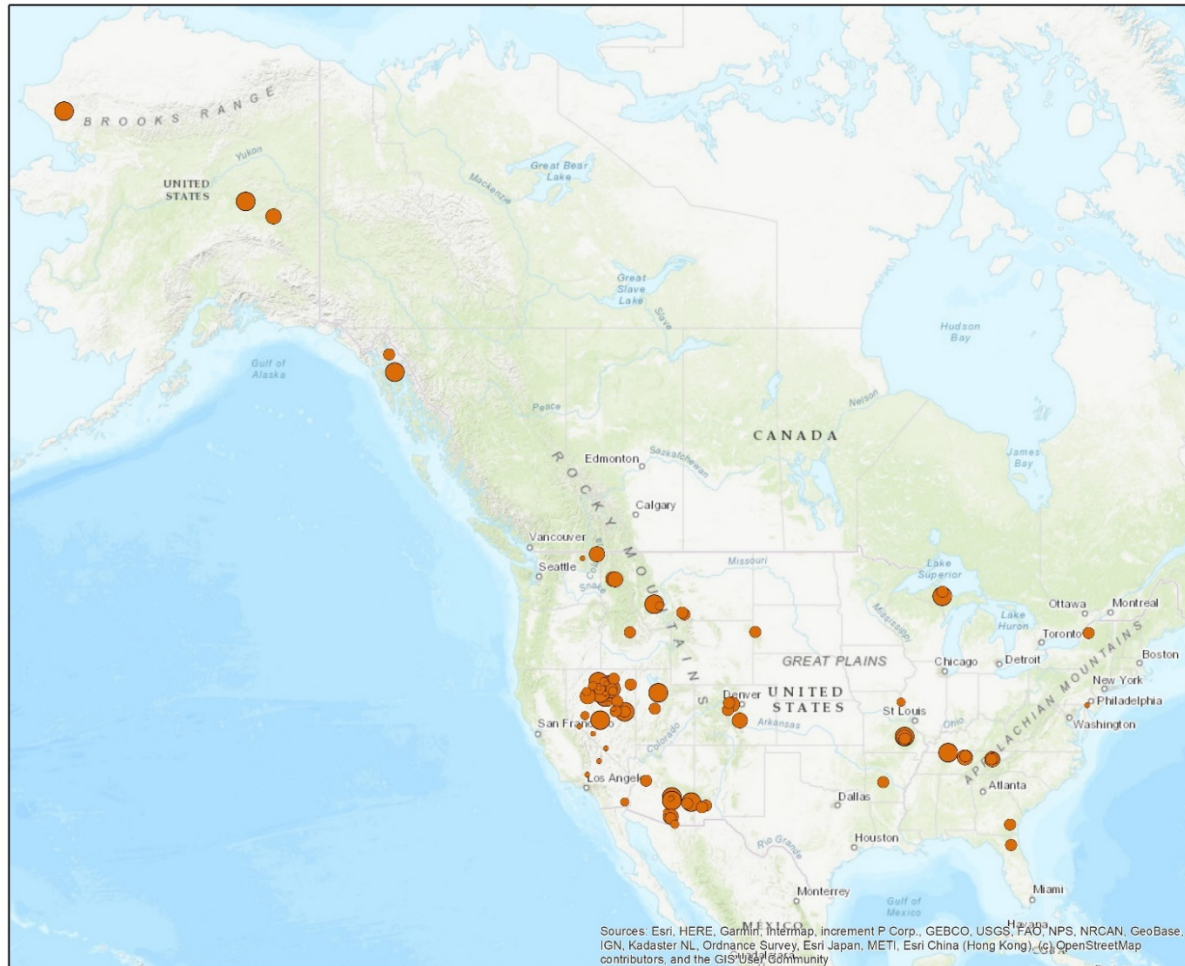 BROOKS RANGE
Yukon
UNITED
STATES
Great Bear
Lake
Mackenzie
Great
Slave
Lake
Slave
Hudson
Bay
Gulf of
Alaska
Peace
Nelson
CANADA
James
Bay
Edmonton
Saskatchewan
ROCKY MOUNTAINS
Calgary
Vancouver
Seattle
Snake
Missouri
Lake
Superior
Mississippi
Lake
Huron
Ottawa
Montreal
Toronto
Boston
GREAT PLAINS
Chicago
Detroit
New York
Philadelphia
Washington
APPALACHIAN MOUNTAINS
Denver
UNITED
STATES
St Louis
Ohio
San Francisco
Colorado
Arkansas
Los Angeles
Atlanta
Dallas
Houston
Rio Grande
Monterrey
Gulf of
Mexico
Miami
Havana
MÉXICO
Guadalajara
CUBA
Sources: Esri, HERE, Garmin, Intermap, increment P Corp., GEBCO, USGS, FAO, NPS, NRCAN, GeoBase,
IGN, Kadaster NL, Ordnance Survey, Esri Japan, METI, Esri China (Hong Kong), (c) OpenStreetMap
contributors, and the GIS User Community